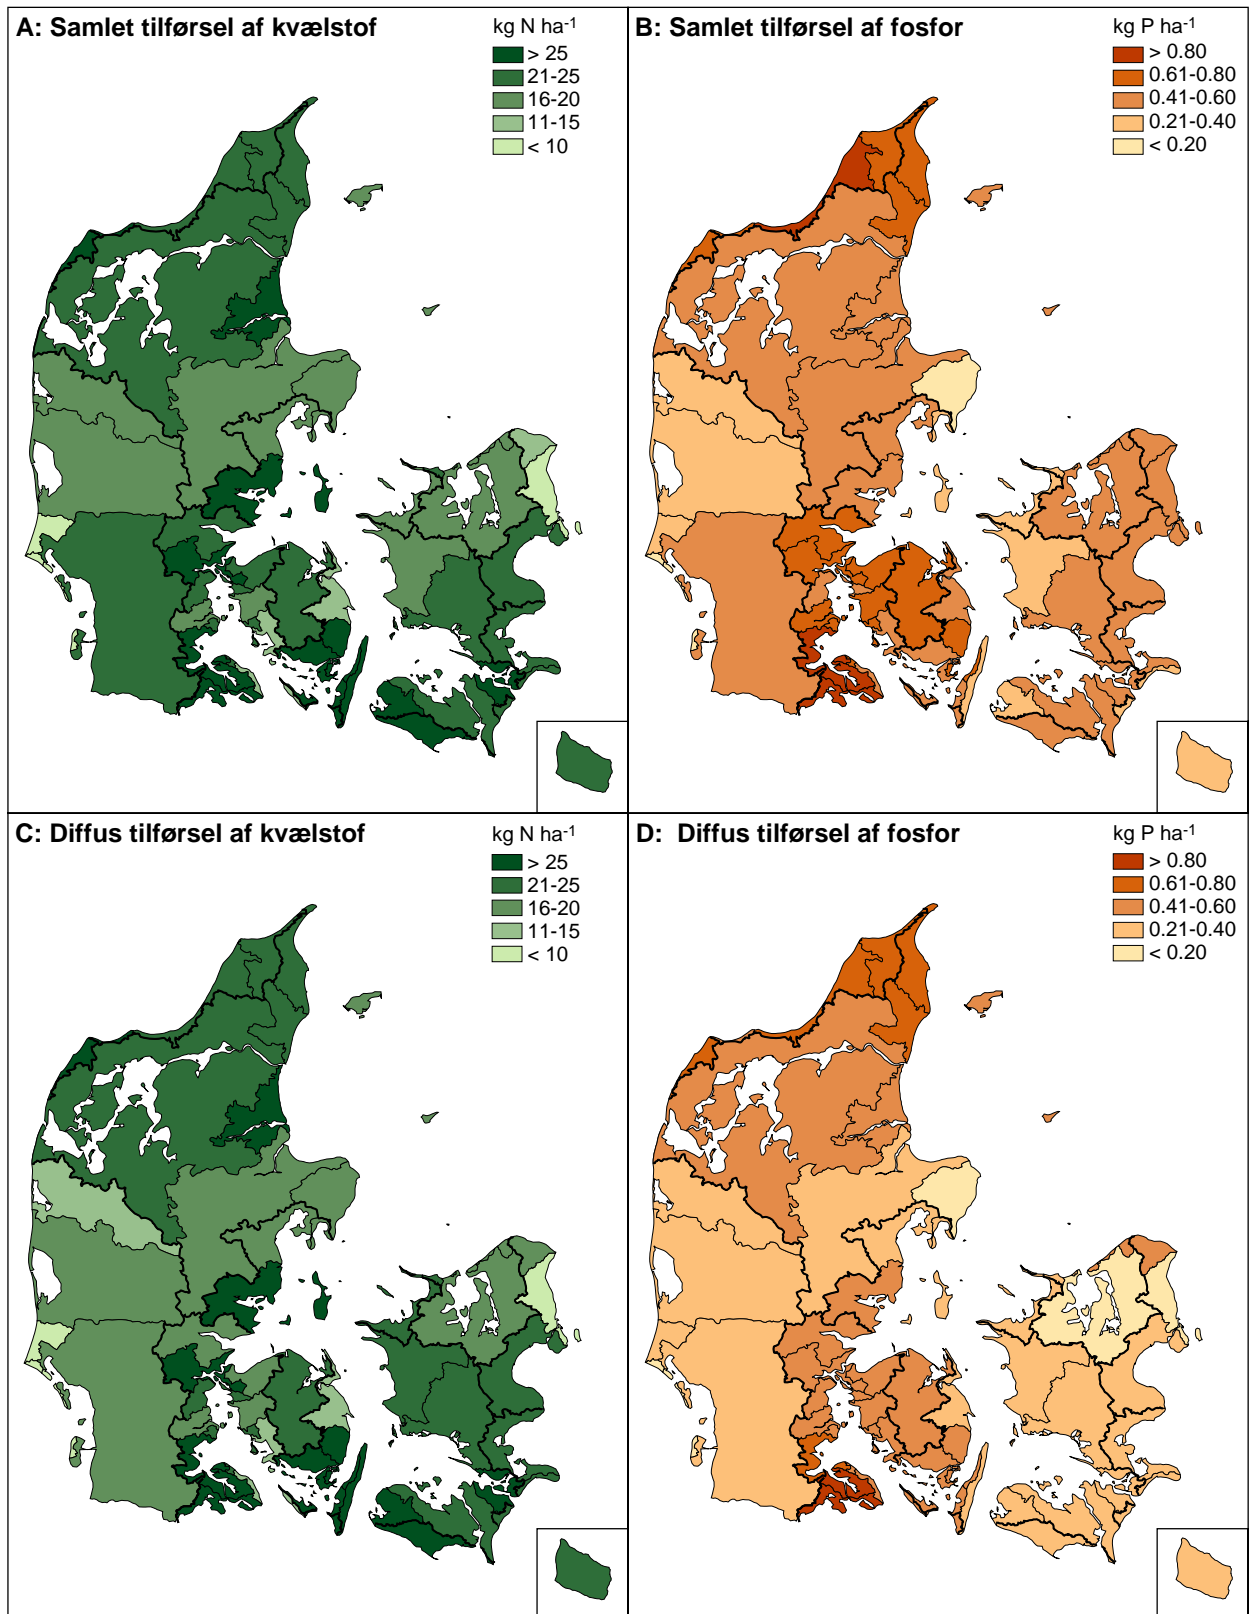 A: Samlet tilførsel af kvælstof
kg N ha-1
> 25
21-25
16-20
11-15
< 10
B: Samlet tilførsel af fosfor
kg P ha-1
> 0.80
0.61-0.80
0.41-0.60
0.21-0.40
< 0.20
C: Diffus tilførsel af kvælstof
kg N ha-1
> 25
21-25
16-20
11-15
< 10
D: Diffus tilførsel af fosfor
kg P ha-1
> 0.80
0.61-0.80
0.41-0.60
0.21-0.40
< 0.20